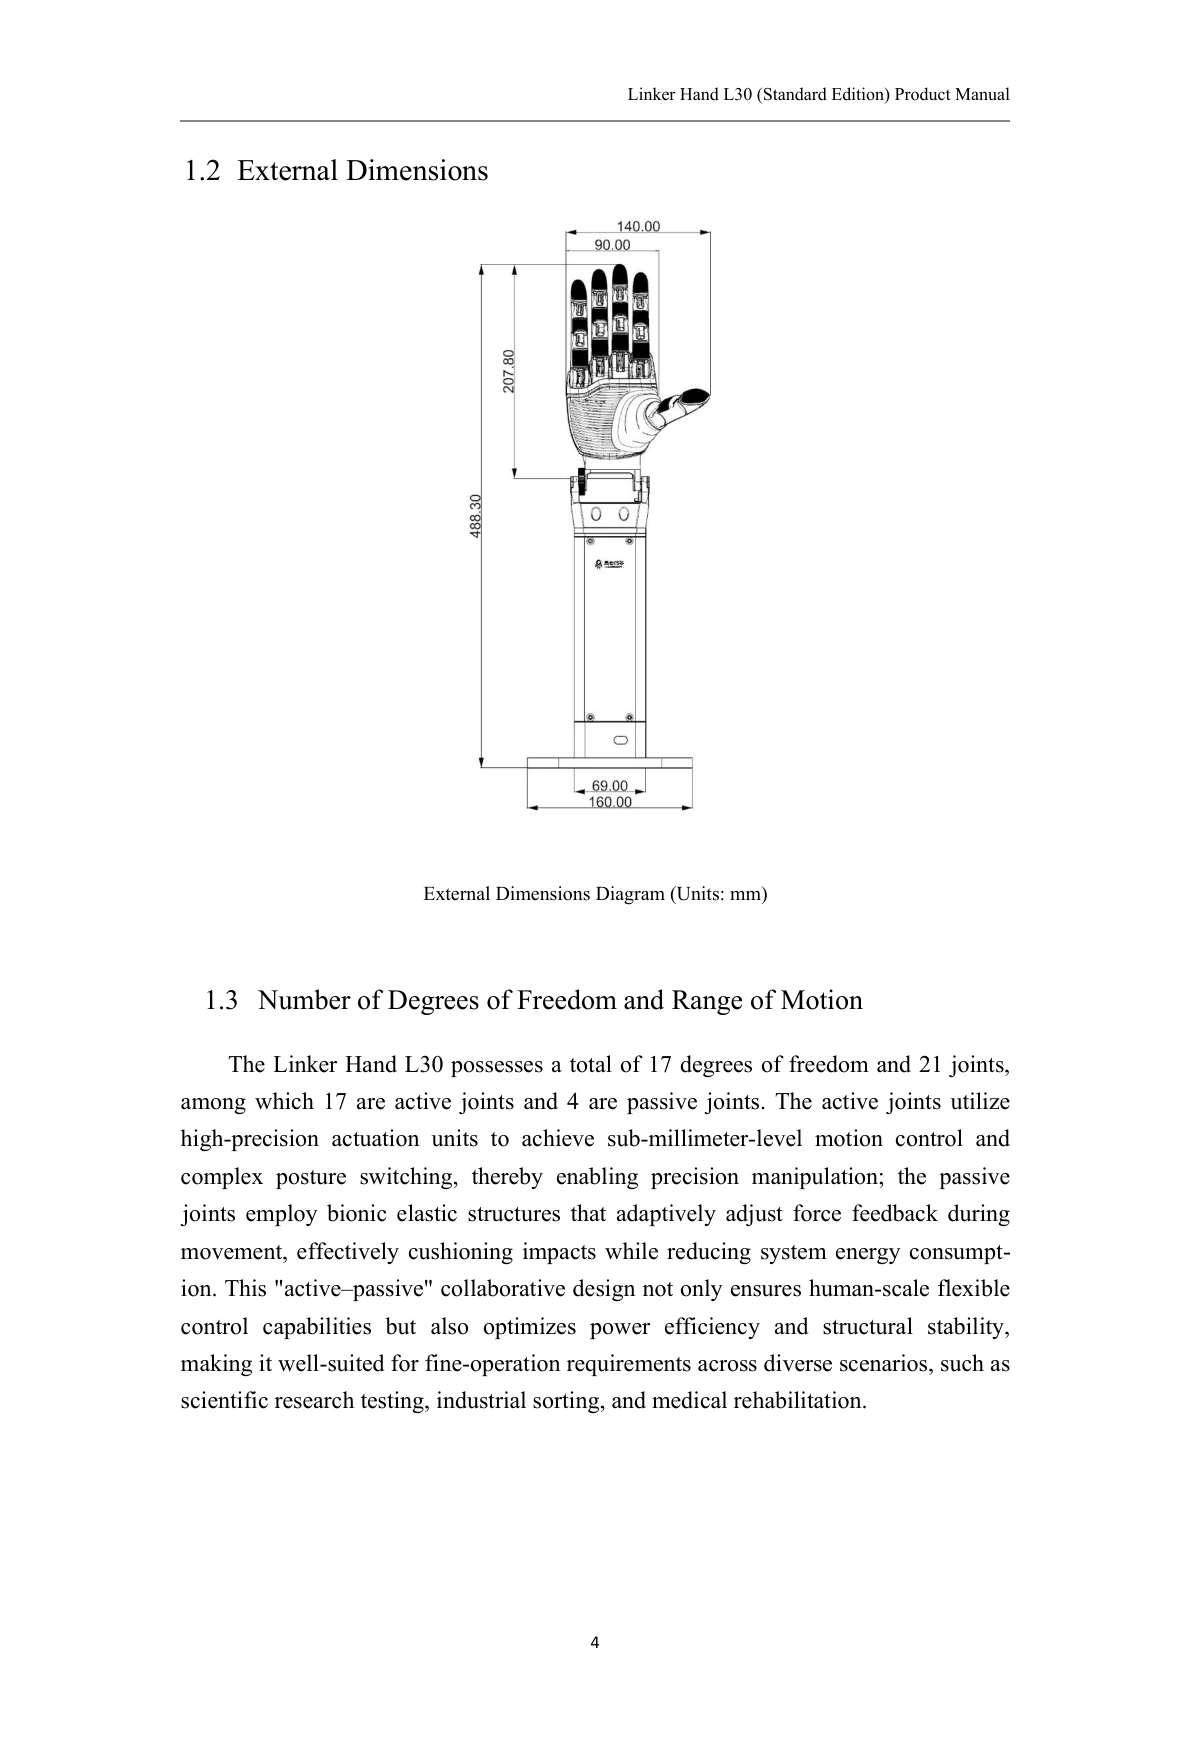 Linker Hand L30 (Standard Edition) Product Manual
1.2 External Dimensions
140.00
90.00
207.80
488.30
69.00
160.00
External Dimensions Diagram (Units: mm)
1.3 Number of Degrees of Freedom and Range of Motion
The Linker Hand L30 possesses a total of 17 degrees of freedom and 21 joints,
among which 17 are active joints and 4 are passive joints. The active joints utilize
high-precision actuation units to achieve sub-millimeter-level motion control and
complex posture switching, thereby enabling precision manipulation; the passive
joints employ bionic elastic structures that adaptively adjust force feedback during
movement, effectively cushioning impacts while reducing system energy consumpt-
ion. This "active–passive" collaborative design not only ensures human-scale flexible
control capabilities but also optimizes power efficiency and structural stability,
making it well-suited for fine-operation requirements across diverse scenarios, such as
scientific research testing, industrial sorting, and medical rehabilitation.
4